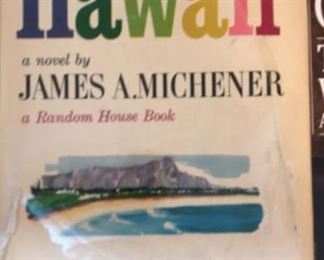 Hawaii
a novel by
JAMES A. MICHENER
a Random House Book